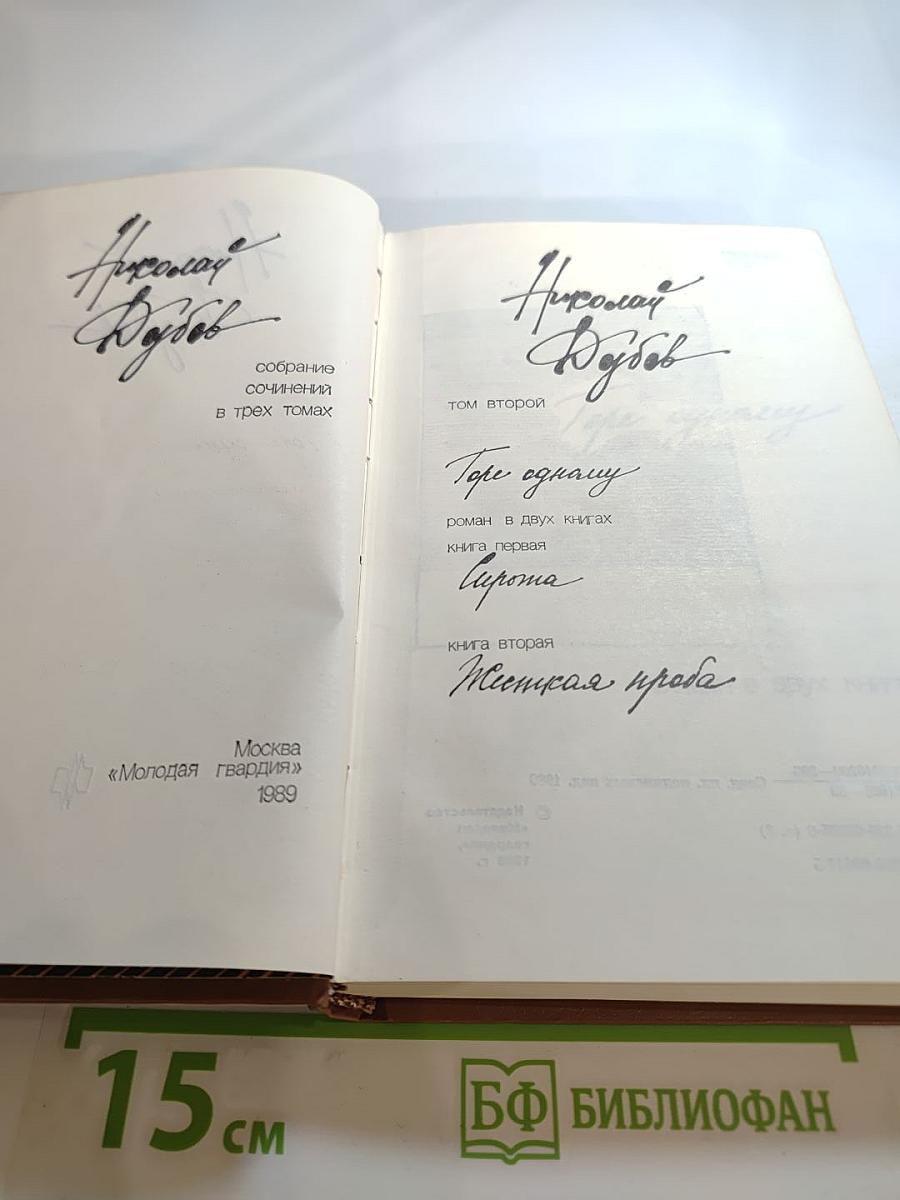 Николай
Дубов
собрание
сочинений
в трех томах
Москва
«Молодая гвардия»
1989
Николай
Дубов
том второй
Горе одному
роман в двух книгах
книга первая
Сирота
книга вторая
Жесткая проба
15 см
БФ БИБЛИОФАН